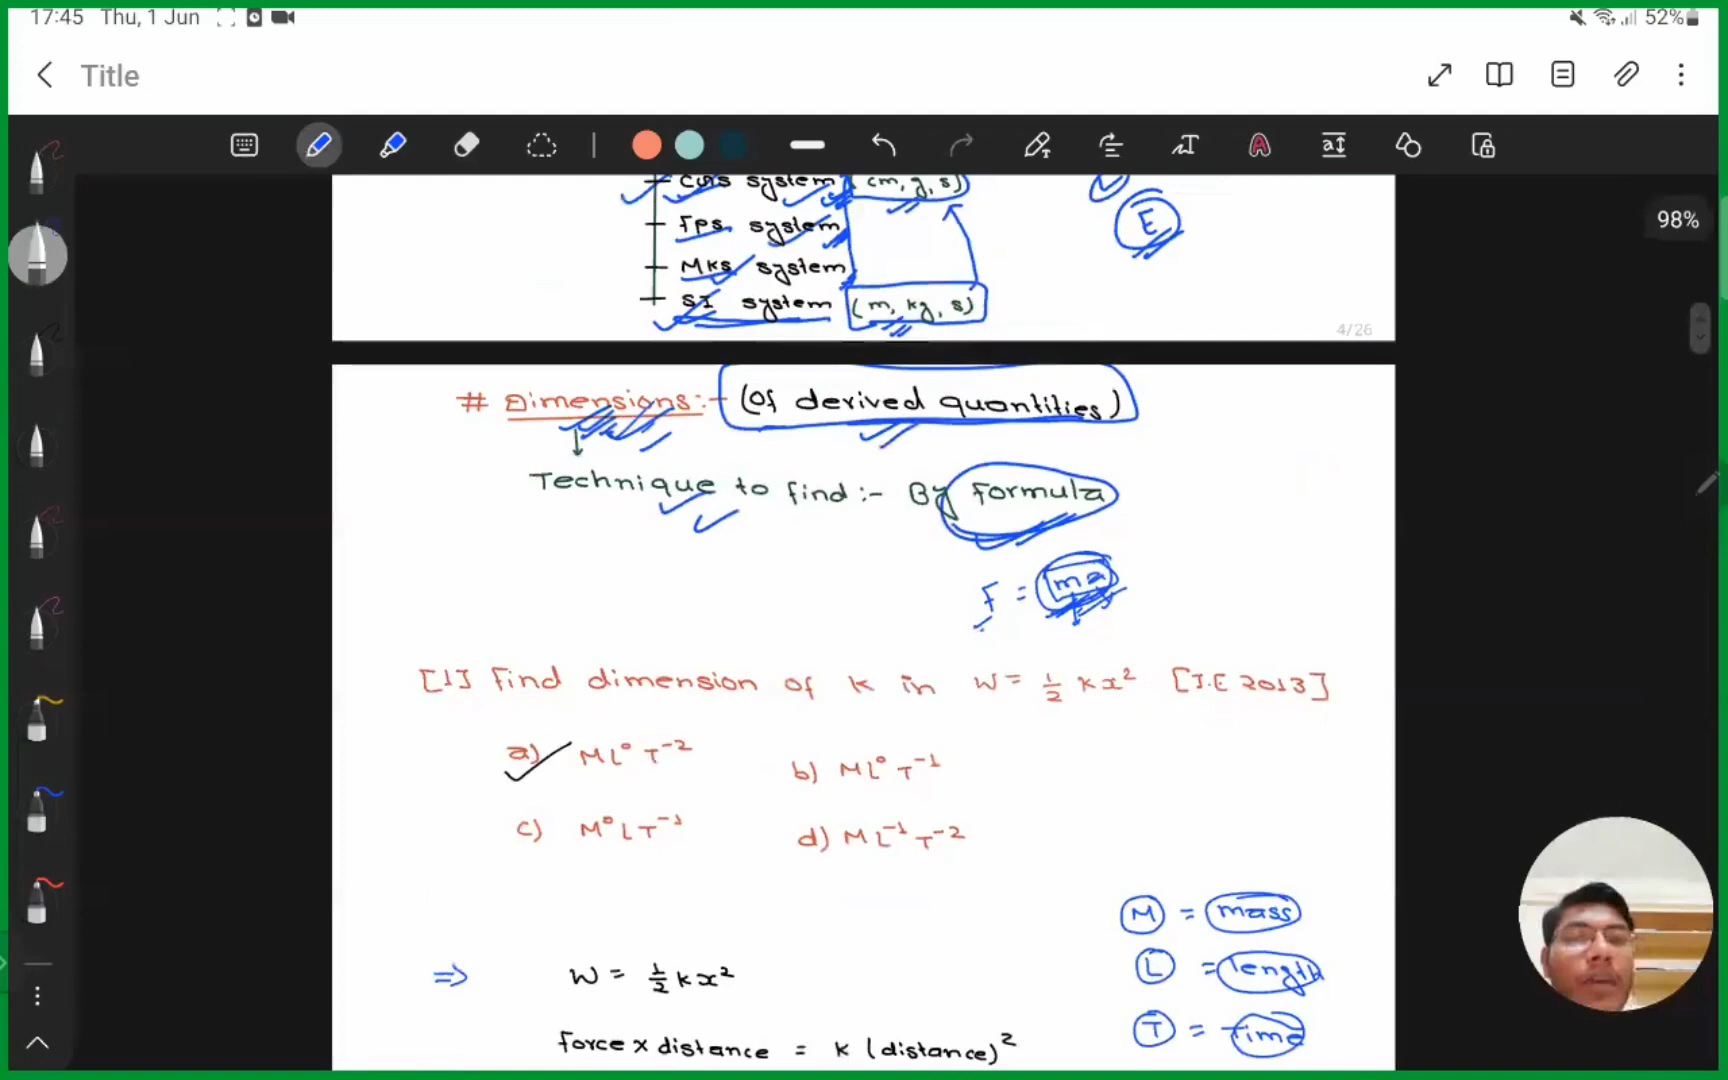 17:45 Thu, 1 Jun 52%
Title
98%
CGS system (cm, g, s)
FPS system
MKS system
SI system (m, kg, s)
E
4/26
# Dimensions:- (Of derived quantities)
Technique to find:- By Formula
F = ma
[1] Find dimension of K in W = 1/2 Kx² [I.E 2013]
a) ML⁰T⁻²
b) ML⁰T⁻¹
c) M⁰LT⁻¹
d) ML⁻¹T⁻²
M = mass
L = length
T = Time
⇒ W = 1/2 Kx²
Force x distance = K (distance)²